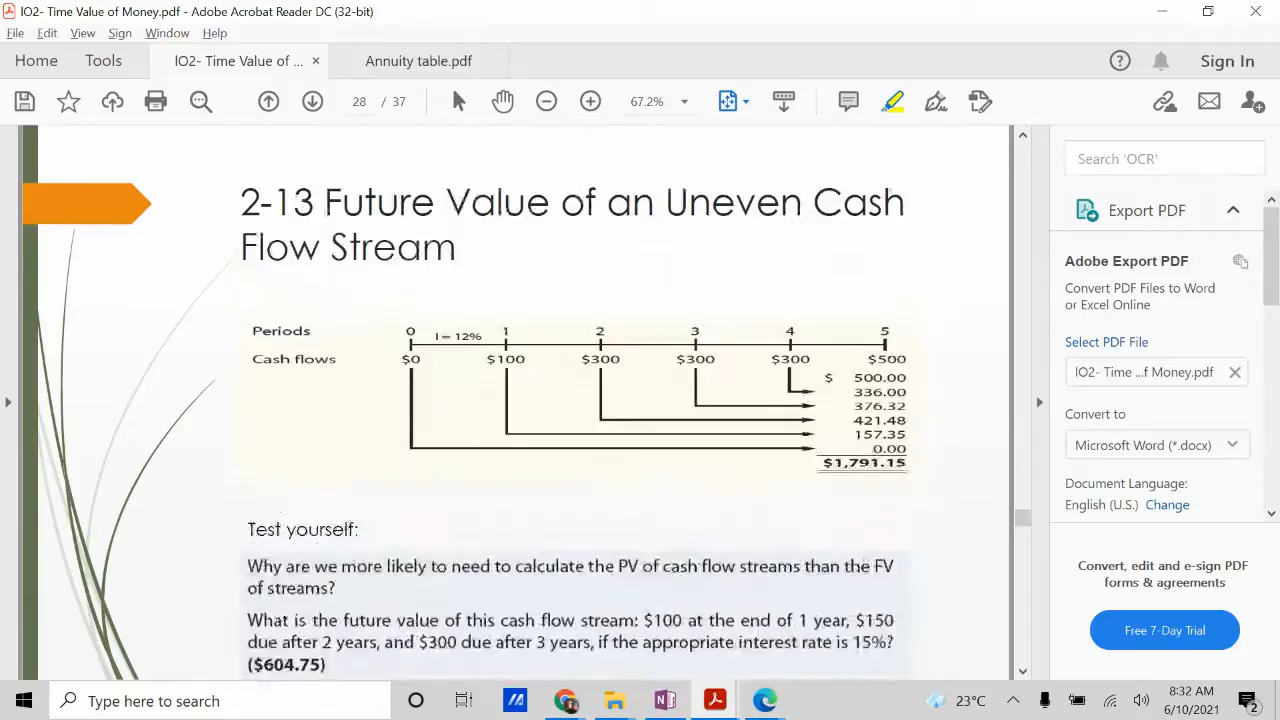 lO2- Time Value of Money.pdf - Adobe Acrobat Reader DC (32-bit)
File Edit View Sign Window Help
Home Tools lO2- Time Value of ... × Annuity table.pdf Sign In
28 / 37 67.2%
2-13 Future Value of an Uneven Cash
Flow Stream
Periods 0 I = 12% 1 2 3 4 5
Cash flows $0 $100 $300 $300 $300 $500
$ 500.00
336.00
376.32
421.48
157.35
0.00
$1,791.15
Test yourself:
Why are we more likely to need to calculate the PV of cash flow streams than the FV
of streams?
What is the future value of this cash flow stream: $100 at the end of 1 year, $150
due after 2 years, and $300 due after 3 years, if the appropriate interest rate is 15%?
($604.75)
Search 'OCR'
Export PDF
Adobe Export PDF
Convert PDF Files to Word
or Excel Online
Select PDF File
lO2- Time ...f Money.pdf
Convert to
Microsoft Word (*.docx)
Document Language:
English (U.S.) Change
Convert, edit and e-sign PDF
forms & agreements
Free 7-Day Trial
Type here to search
23°C
8:32 AM
6/10/2021
2